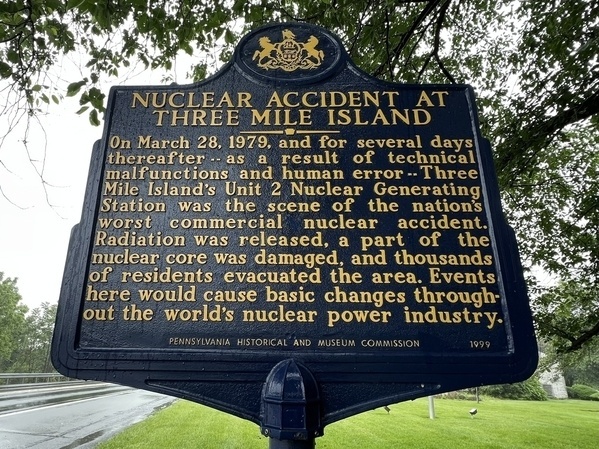 NUCLEAR ACCIDENT AT
THREE MILE ISLAND
On March 28, 1979, and for several days
thereafter -- as a result of technical
malfunctions and human error -- Three
Mile Island's Unit 2 Nuclear Generating
Station was the scene of the nation's
worst commercial nuclear accident.
Radiation was released, a part of the
nuclear core was damaged, and thousands
of residents evacuated the area. Events
here would cause basic changes through-
out the world's nuclear power industry.
PENNSYLVANIA HISTORICAL AND MUSEUM COMMISSION 1999